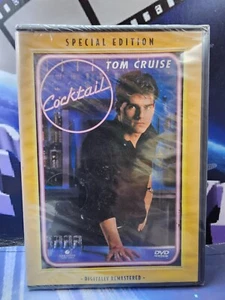 SPECIAL EDITION
TOM CRUISE
Cocktail
DVD
DIGITALLY REMASTERED